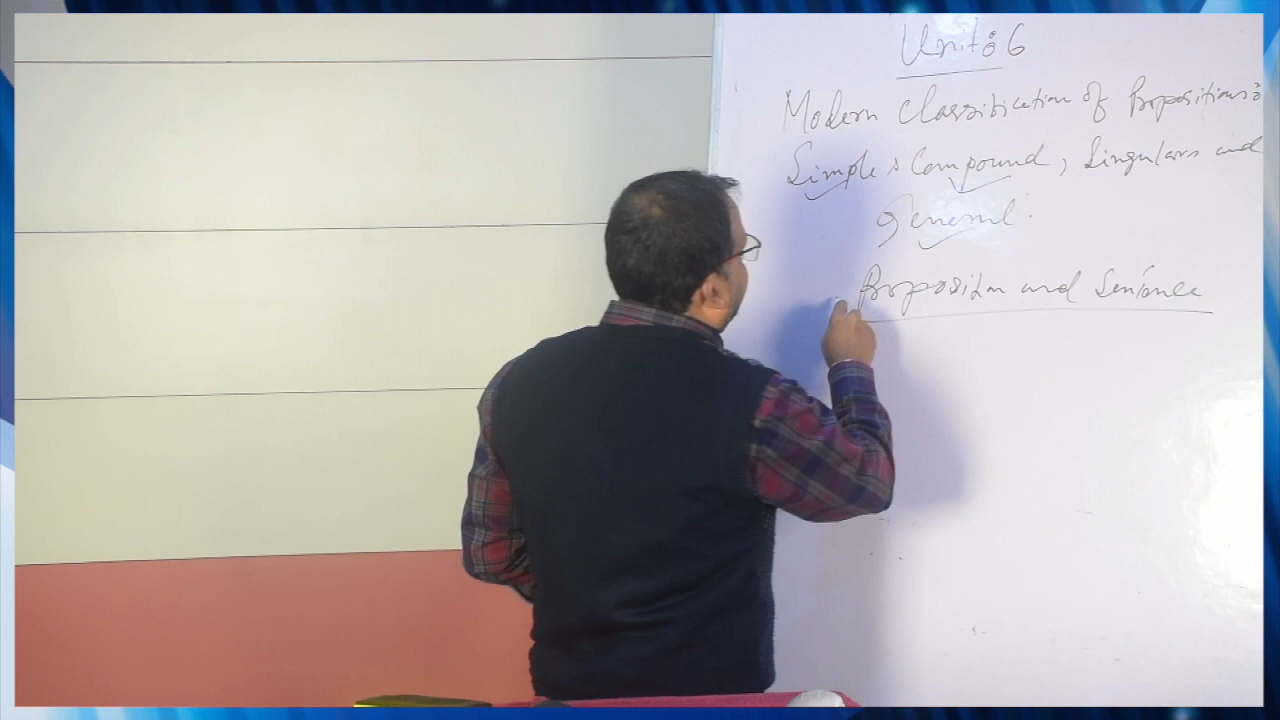 Unit: 6
Modern Classification of Propositions:
Simple, Compound, Singulars and
General.
Proposition and Sentence